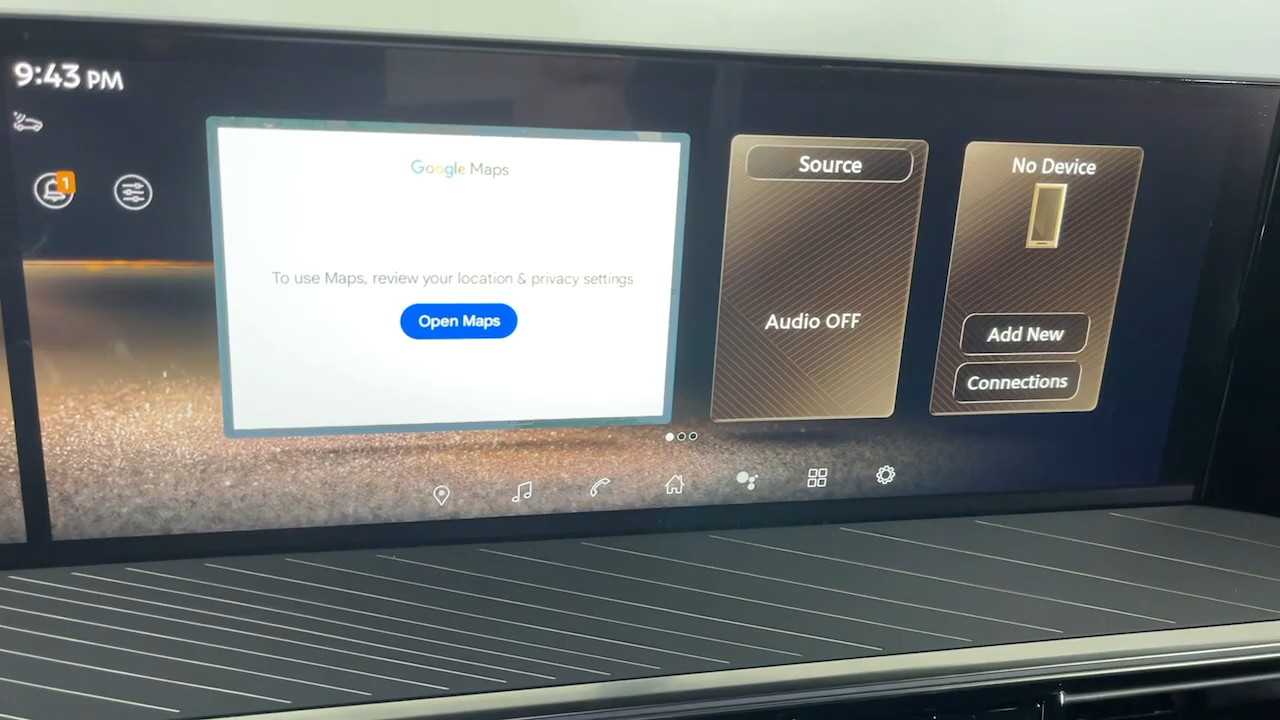 9:43 PM
1
Google Maps
To use Maps, review your location & privacy settings
Open Maps
Source
Audio OFF
No Device
Add New
Connections